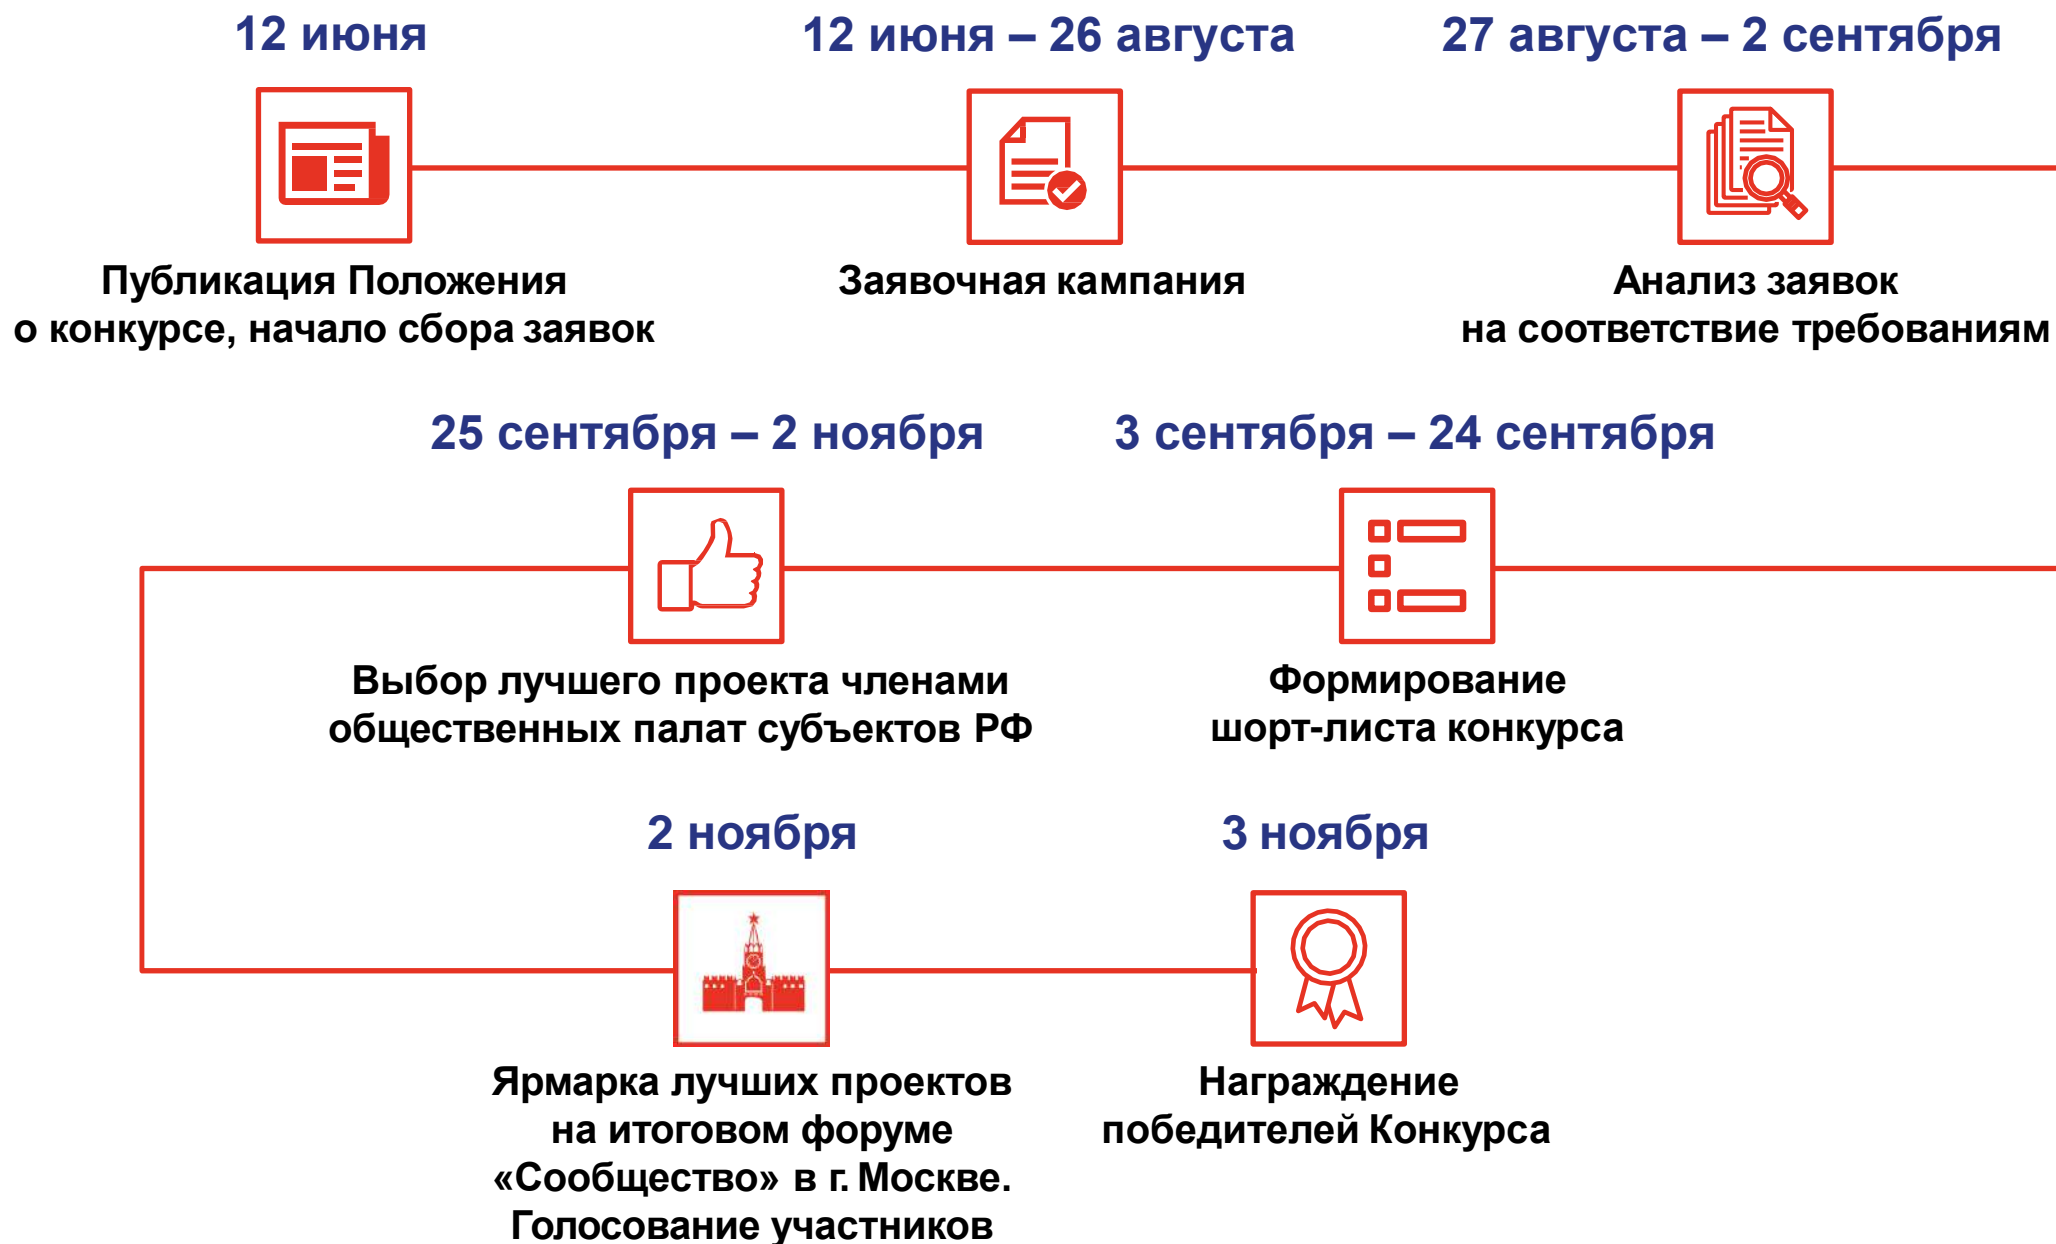 12 июня
Публикация Положения
о конкурсе, начало сбора заявок
12 июня – 26 августа
Заявочная кампания
27 августа – 2 сентября
Анализ заявок
на соответствие требованиям
3 сентября – 24 сентября
Формирование
шорт-листа конкурса
25 сентября – 2 ноября
Выбор лучшего проекта членами
общественных палат субъектов РФ
2 ноября
Ярмарка лучших проектов
на итоговом форуме
«Сообщество» в г. Москве.
Голосование участников
3 ноября
Награждение
победителей Конкурса